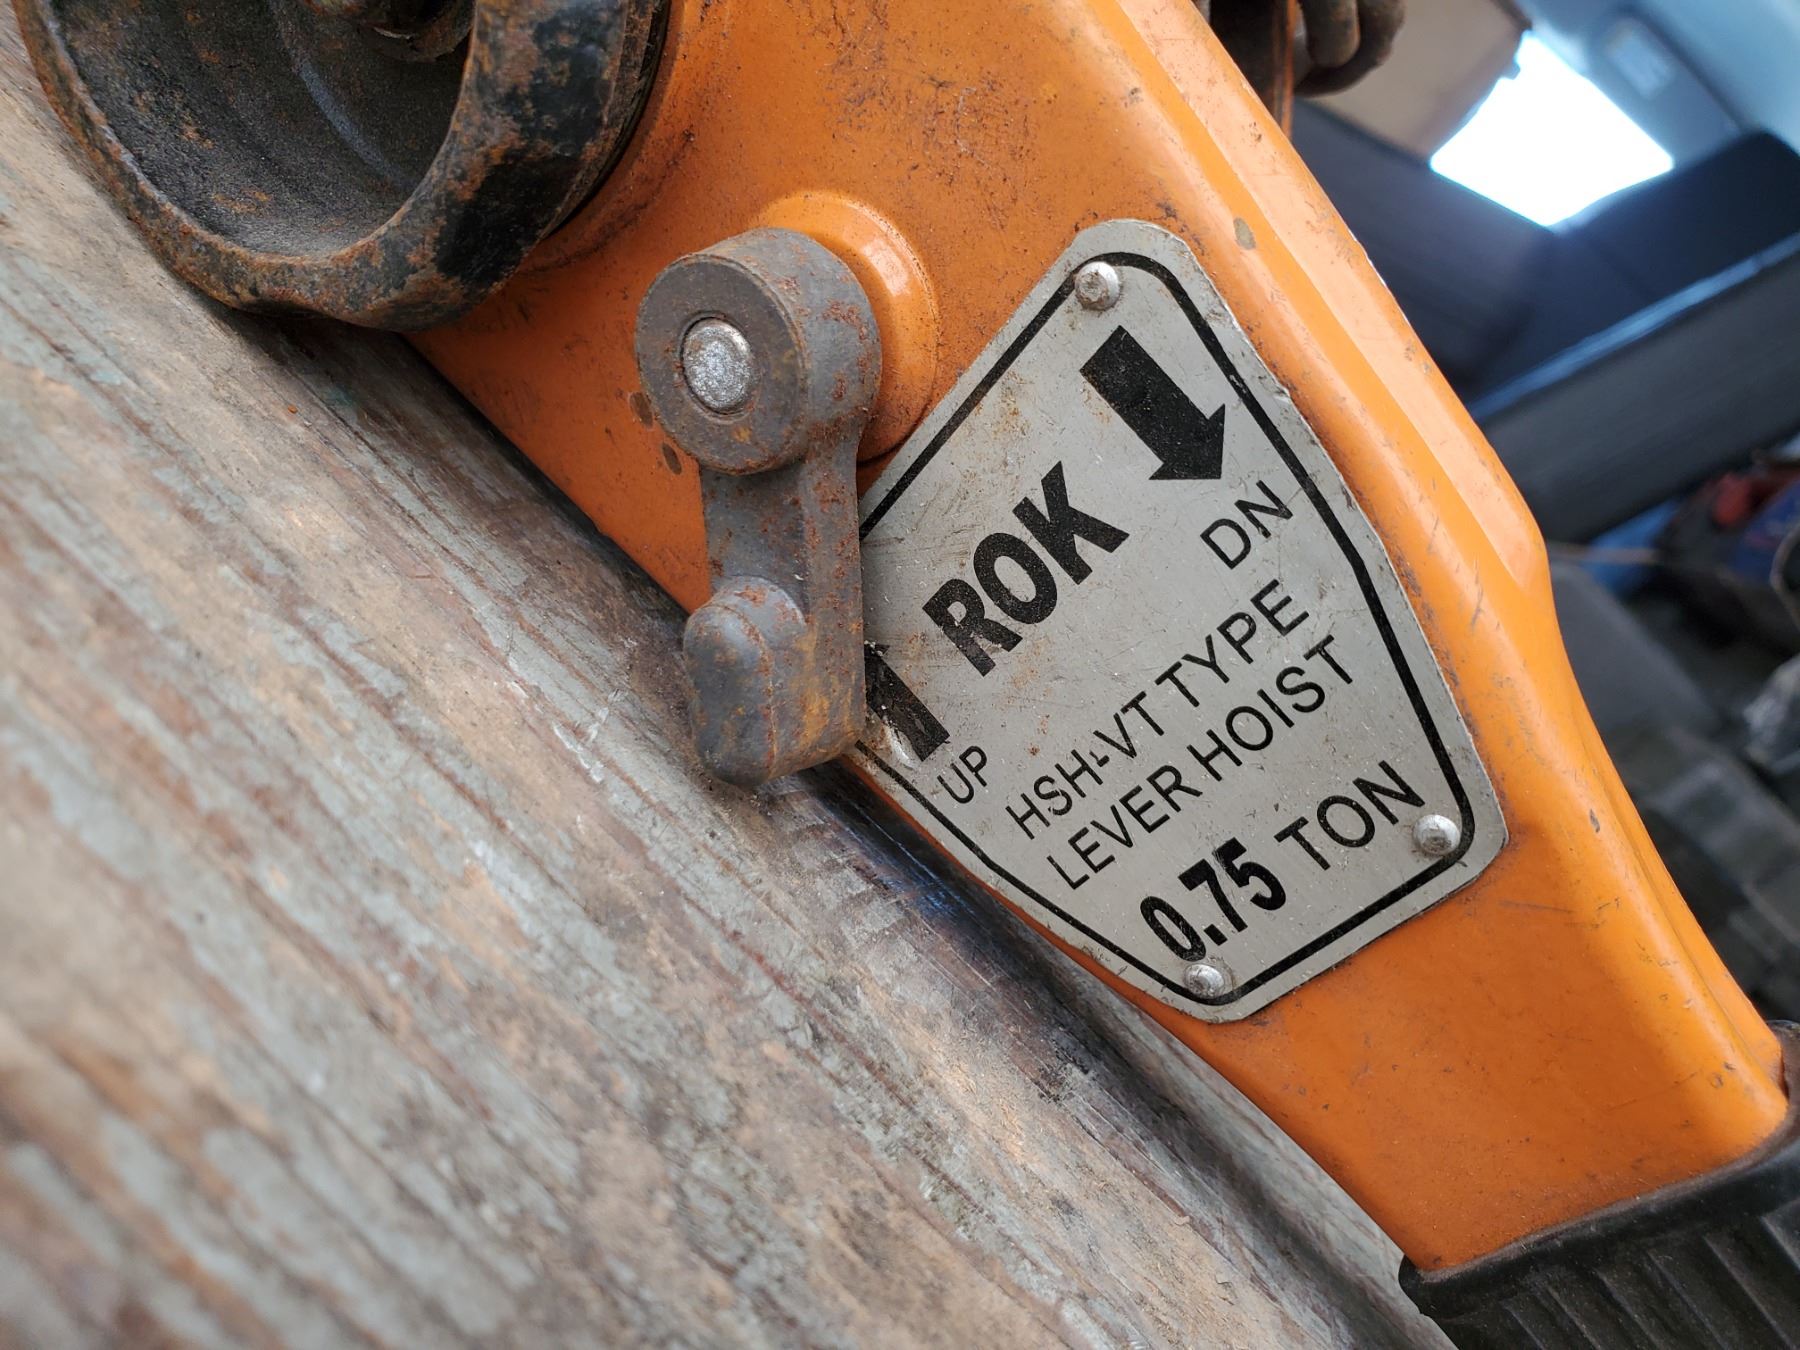 DN
ROK
UP
HSH-VT TYPE
LEVER HOIST
0.75 TON